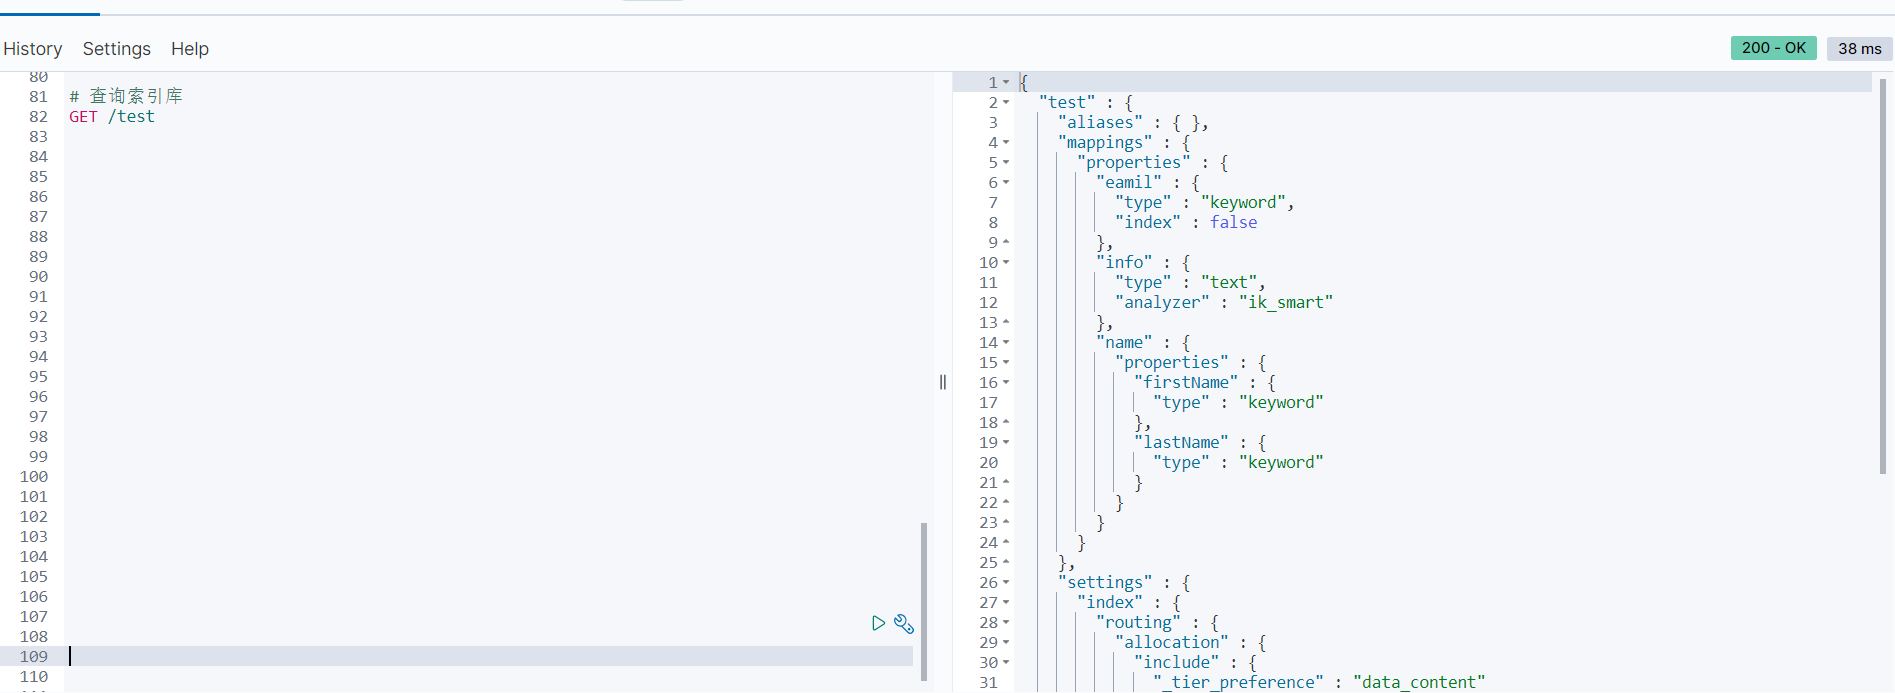 History Settings Help 200 - OK 38 ms
80
81 # 查询索引库
82 GET /test
83
84
85
86
87
88
89
90
91
92
93
94
95
96
97
98
99
100
101
102
103
104
105
106
107
108
109
110
1 {
2 "test" : {
3 "aliases" : { },
4 "mappings" : {
5 "properties" : {
6 "eamil" : {
7 "type" : "keyword",
8 "index" : false
9 },
10 "info" : {
11 "type" : "text",
12 "analyzer" : "ik_smart"
13 },
14 "name" : {
15 "properties" : {
16 "firstName" : {
17 "type" : "keyword"
18 },
19 "lastName" : {
20 "type" : "keyword"
21 }
22 }
23 }
24 }
25 },
26 "settings" : {
27 "index" : {
28 "routing" : {
29 "allocation" : {
30 "include" : {
31 "_tier_preference" : "data_content"